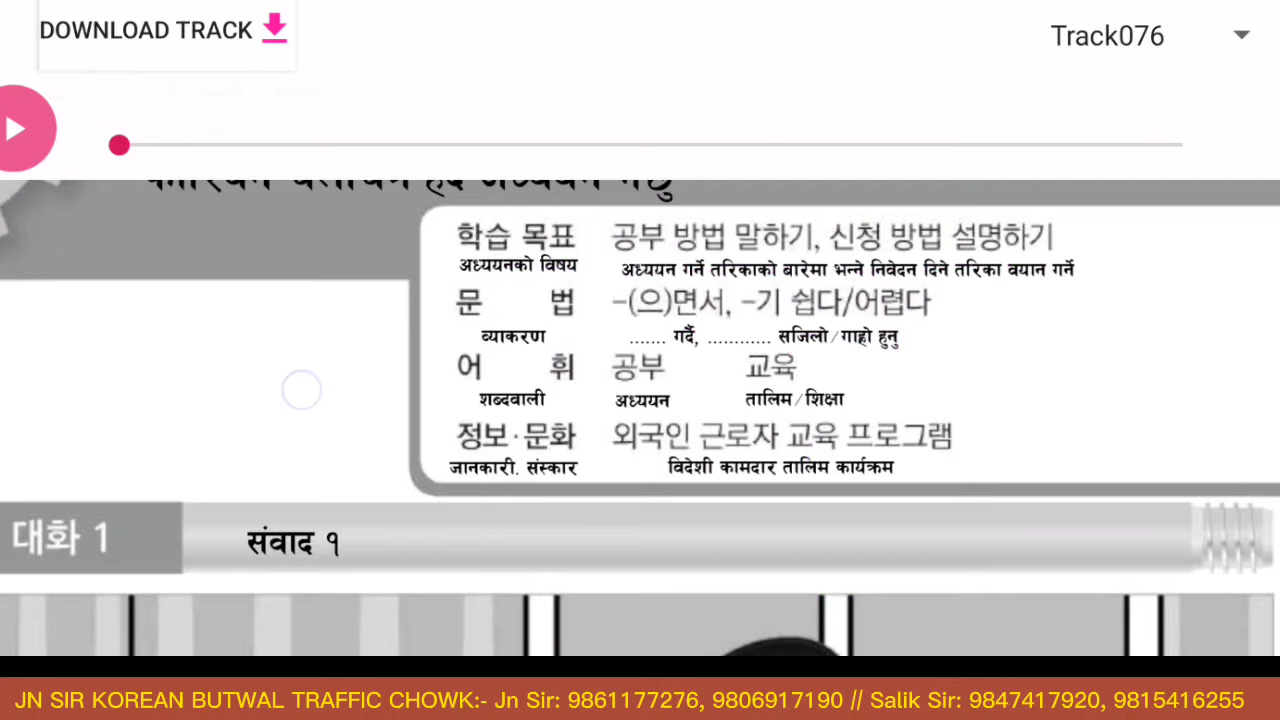 DOWNLOAD TRACK
Track076
학습 목표 공부 방법 말하기, 신청 방법 설명하기
अध्ययनको विषय अध्ययन गर्ने तरिकाको बारेमा भन्ने निवेदन दिने तरिका बयान गर्ने
문 법 -(으)면서, -기 쉽다/어렵다
व्याकरण ....... गर्दै, ............ सजिलो/गाह्रो हुनु
어 휘 공부 교육
शब्दवाली अध्ययन तालिम/शिक्षा
정보·문화 외국인 근로자 교육 프로그램
जानकारी. संस्कार विदेशी कामदार तालिम कार्यक्रम
대화 1 संवाद १
JN SIR KOREAN BUTWAL TRAFFIC CHOWK:- Jn Sir: 9861177276, 9806917190 // Salik Sir: 9847417920, 9815416255